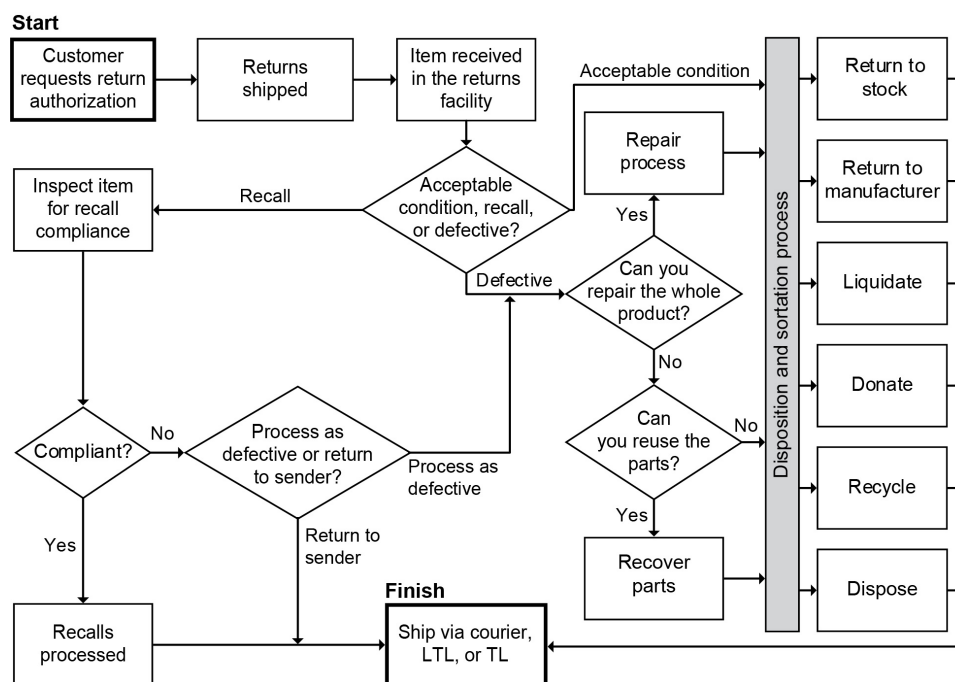 Start
Customer
requests return
authorization
Returns
shipped
Item received
in the returns
facility
Acceptable condition
Return to
stock
Repair
process
Return to
manufacturer
Inspect item
for recall
compliance
Recall
Acceptable
condition, recall,
or defective?
Yes
Defective
Can you
repair the whole
product?
Liquidate
Disposition and sortation process
No
Donate
Can
you reuse the
parts?
No
Compliant?
No
Process as
defective or return
to sender?
Process as
defective
Recycle
Yes
Return to
sender
Yes
Recover
parts
Dispose
Finish
Recalls
processed
Ship via courier,
LTL, or TL